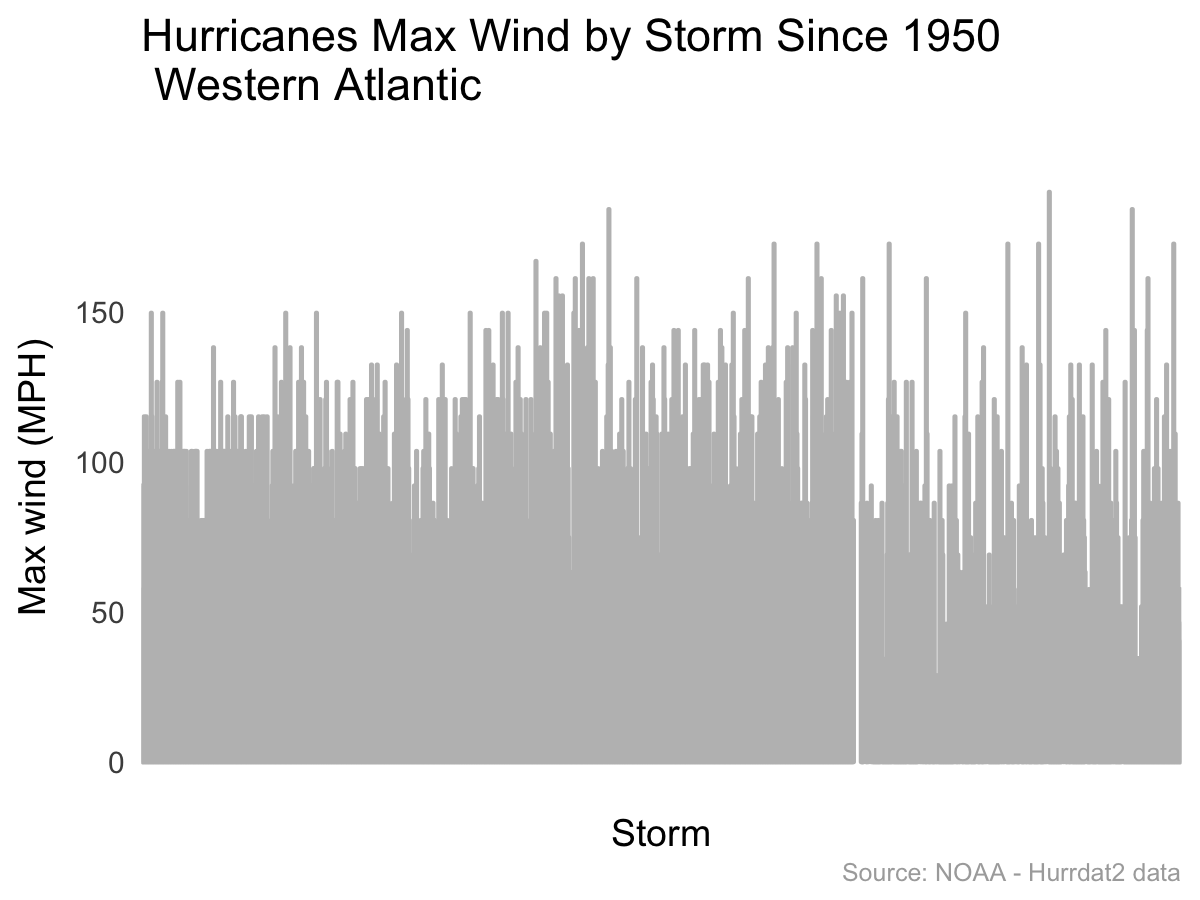 Hurricanes Max Wind by Storm Since 1950
Western Atlantic
Max wind (MPH)
150
100
50
0
Storm
Source: NOAA - Hurrdat2 data